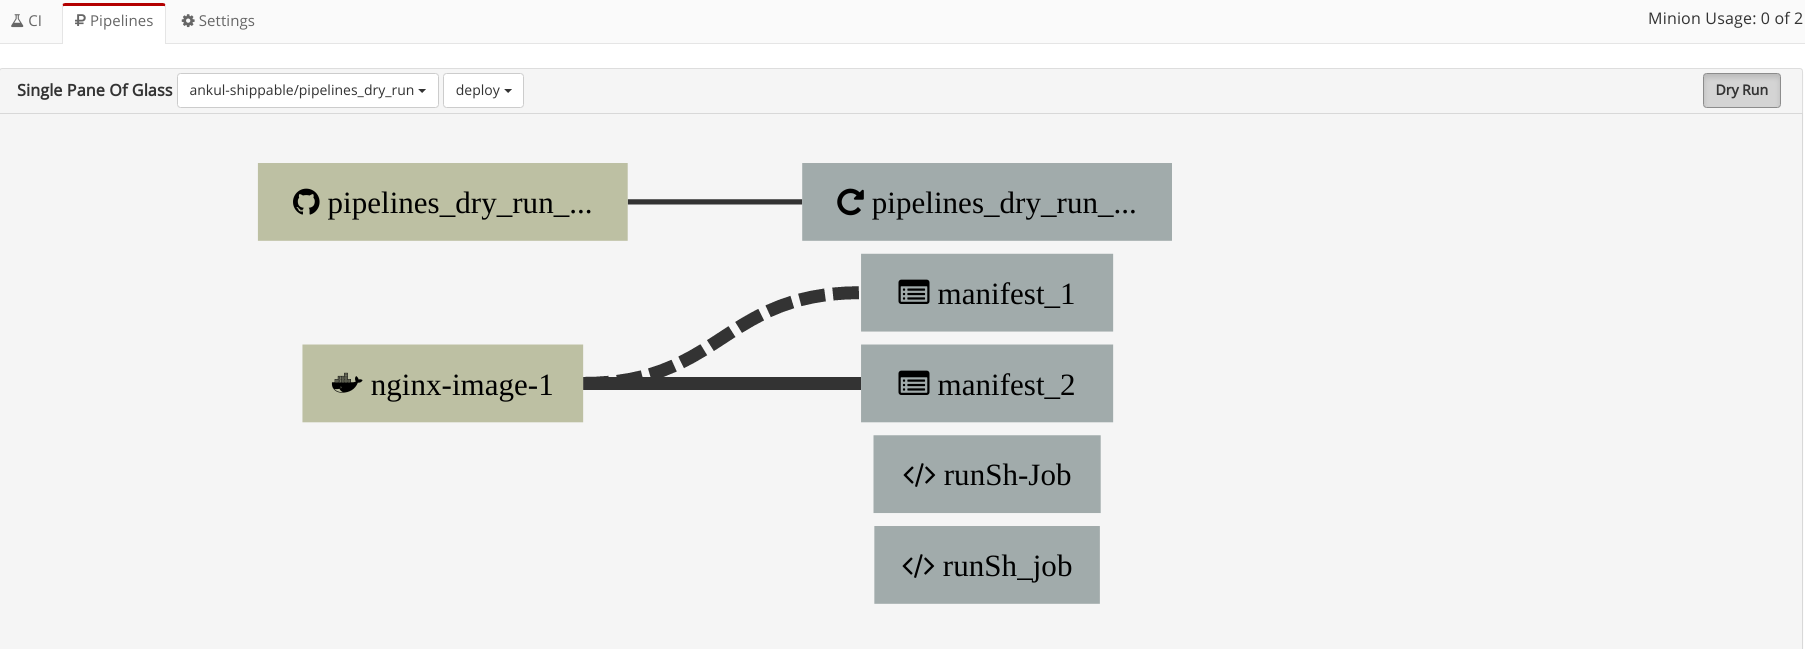 CI Pipelines Settings Minion Usage: 0 of 2
Single Pane Of Glass ankul-shippable/pipelines_dry_run deploy Dry Run
pipelines_dry_run_... pipelines_dry_run_...
manifest_1
nginx-image-1 manifest_2
runSh-Job
runSh_job